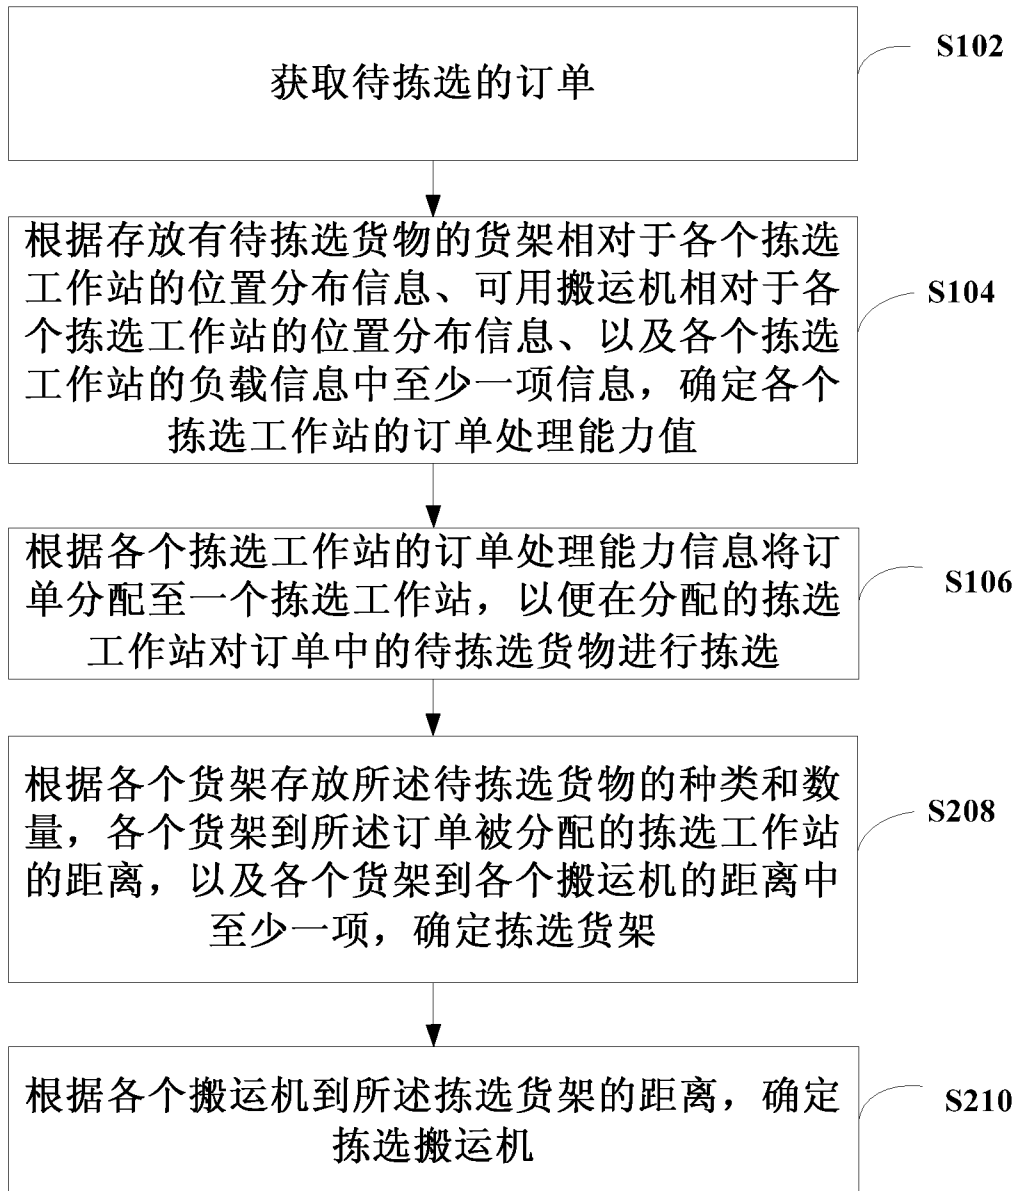 获取待拣选的订单
S102
根据存放有待拣选货物的货架相对于各个拣选
工作站的位置分布信息、可用搬运机相对于各
个拣选工作站的位置分布信息、以及各个拣选
工作站的负载信息中至少一项信息，确定各个
拣选工作站的订单处理能力值
S104
根据各个拣选工作站的订单处理能力信息将订
单分配至一个拣选工作站，以便在分配的拣选
工作站对订单中的待拣选货物进行拣选
S106
根据各个货架存放所述待拣选货物的种类和数
量，各个货架到所述订单被分配的拣选工作站
的距离，以及各个货架到各个搬运机的距离中
至少一项，确定拣选货架
S208
根据各个搬运机到所述拣选货架的距离，确定
拣选搬运机
S210